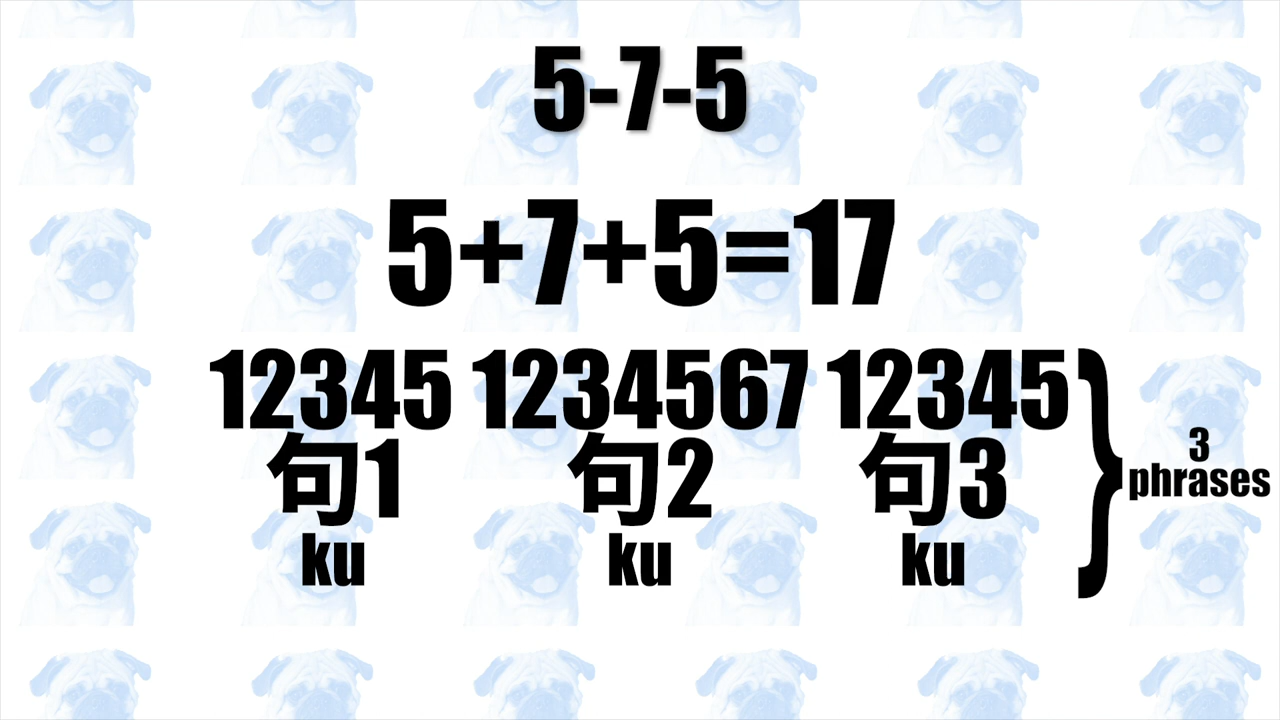 5-7-5
5+7+5=17
12345 1234567 12345
句1 句2 句3
ku ku ku
3
phrases